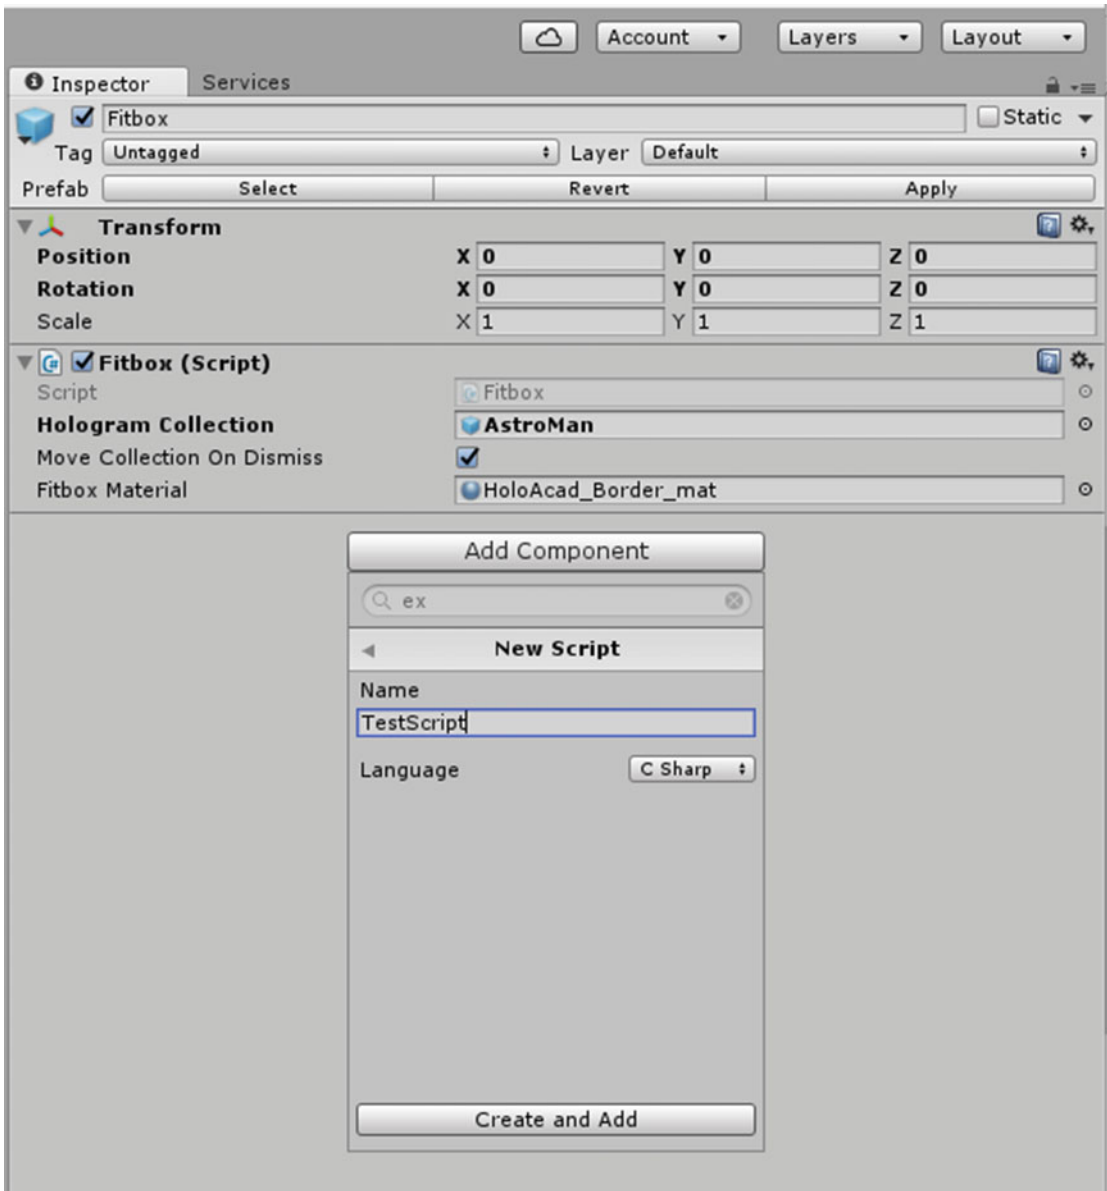 Account Layers Layout
Inspector Services
Fitbox Static
Tag Untagged Layer Default
Prefab Select Revert Apply
Transform
Position X 0 Y 0 Z 0
Rotation X 0 Y 0 Z 0
Scale X 1 Y 1 Z 1
Fitbox (Script)
Script Fitbox
Hologram Collection AstroMan
Move Collection On Dismiss
Fitbox Material HoloAcad_Border_mat
Add Component
ex
New Script
Name
TestScript
Language C Sharp
Create and Add